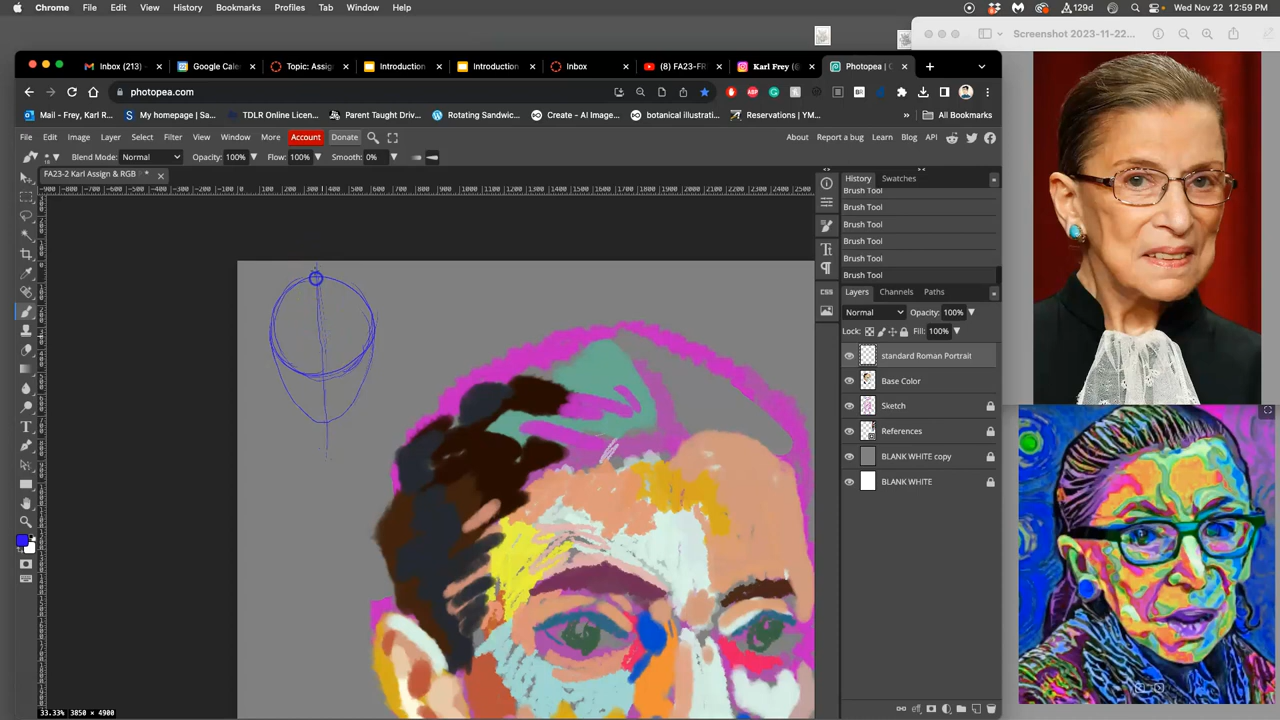 Chrome File Edit View History Bookmarks Profiles Tab Window Help 129d Wed Nov 22 12:59 PM
Screenshot 2023-11-22...
Inbox (213) Google Cale Topic: Assig Introduction Introduction Inbox (8) FA23-FR Karl Frey ( Photopea |
photopea.com
Mail - Frey, Karl R... My homepage | Sa... TDLR Online Licen... Parent Taught Driv... Rotating Sandwic... Create - AI Image... botanical illustrati... Reservations | YM... All Bookmarks
File Edit Image Layer Select Filter View Window More Account Donate About Report a bug Learn Blog API
Blend Mode: Normal Opacity: 100% Flow: 100% Smooth: 0%
FA23-2 Karl Assign & RGB *
History Swatches
Brush Tool
Brush Tool
Brush Tool
Brush Tool
Brush Tool
Brush Tool
Layers Channels Paths
Normal Opacity: 100%
Lock: Fill: 100%
standard Roman Portrait
Base Color
Sketch
References
BLANK WHITE copy
BLANK WHITE
CSS
33.33% 3850 × 4900